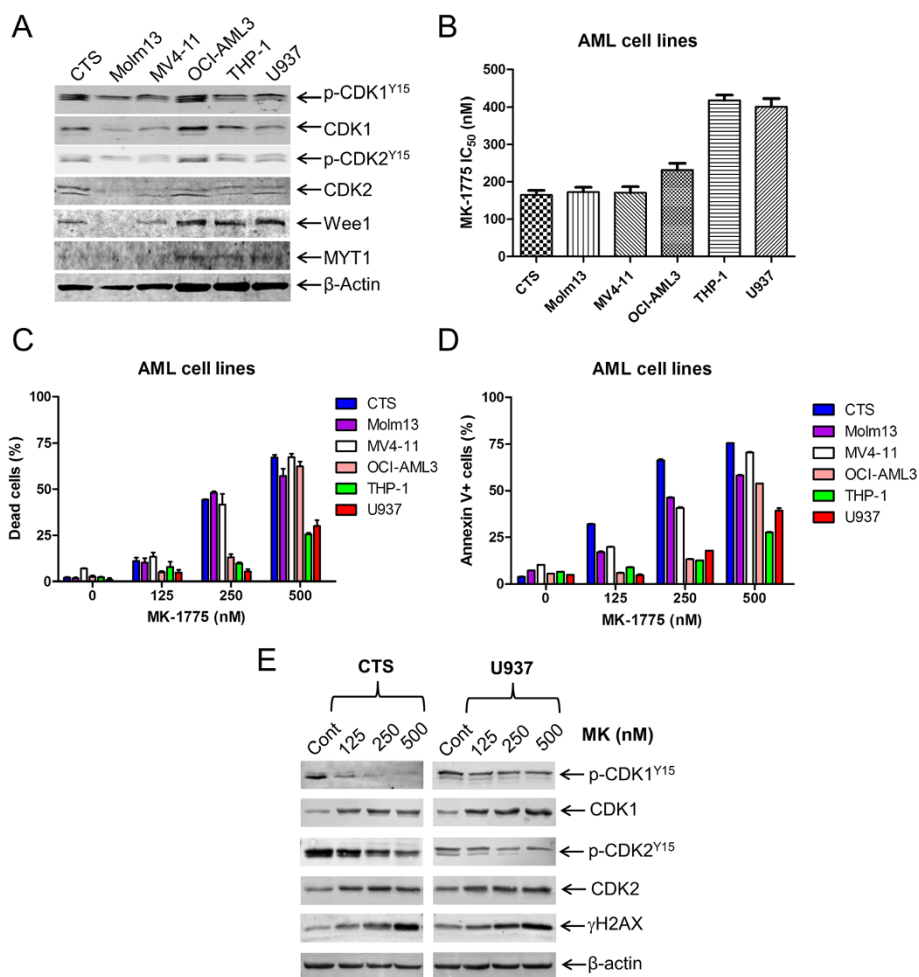 A
CTS Molm13 MV4-11 OCI-AML3 THP-1 U937
p-CDK1Y15
CDK1
p-CDK2Y15
CDK2
Wee1
MYT1
β-Actin
B
AML cell lines
MK-1775 IC50 (nM)
500
400
300
200
100
0
CTS Molm13 MV4-11 OCI-AML3 THP-1 U937
C
AML cell lines
Dead cells (%)
100
75
50
25
0
0 125 250 500
MK-1775 (nM)
CTS
Molm13
MV4-11
OCI-AML3
THP-1
U937
D
AML cell lines
Annexin V+ cells (%)
100
75
50
25
0
0 125 250 500
MK-1775 (nM)
CTS
Molm13
MV4-11
OCI-AML3
THP-1
U937
E
CTS U937
Cont 125 250 500 Cont 125 250 500 MK (nM)
p-CDK1Y15
CDK1
p-CDK2Y15
CDK2
γH2AX
β-actin